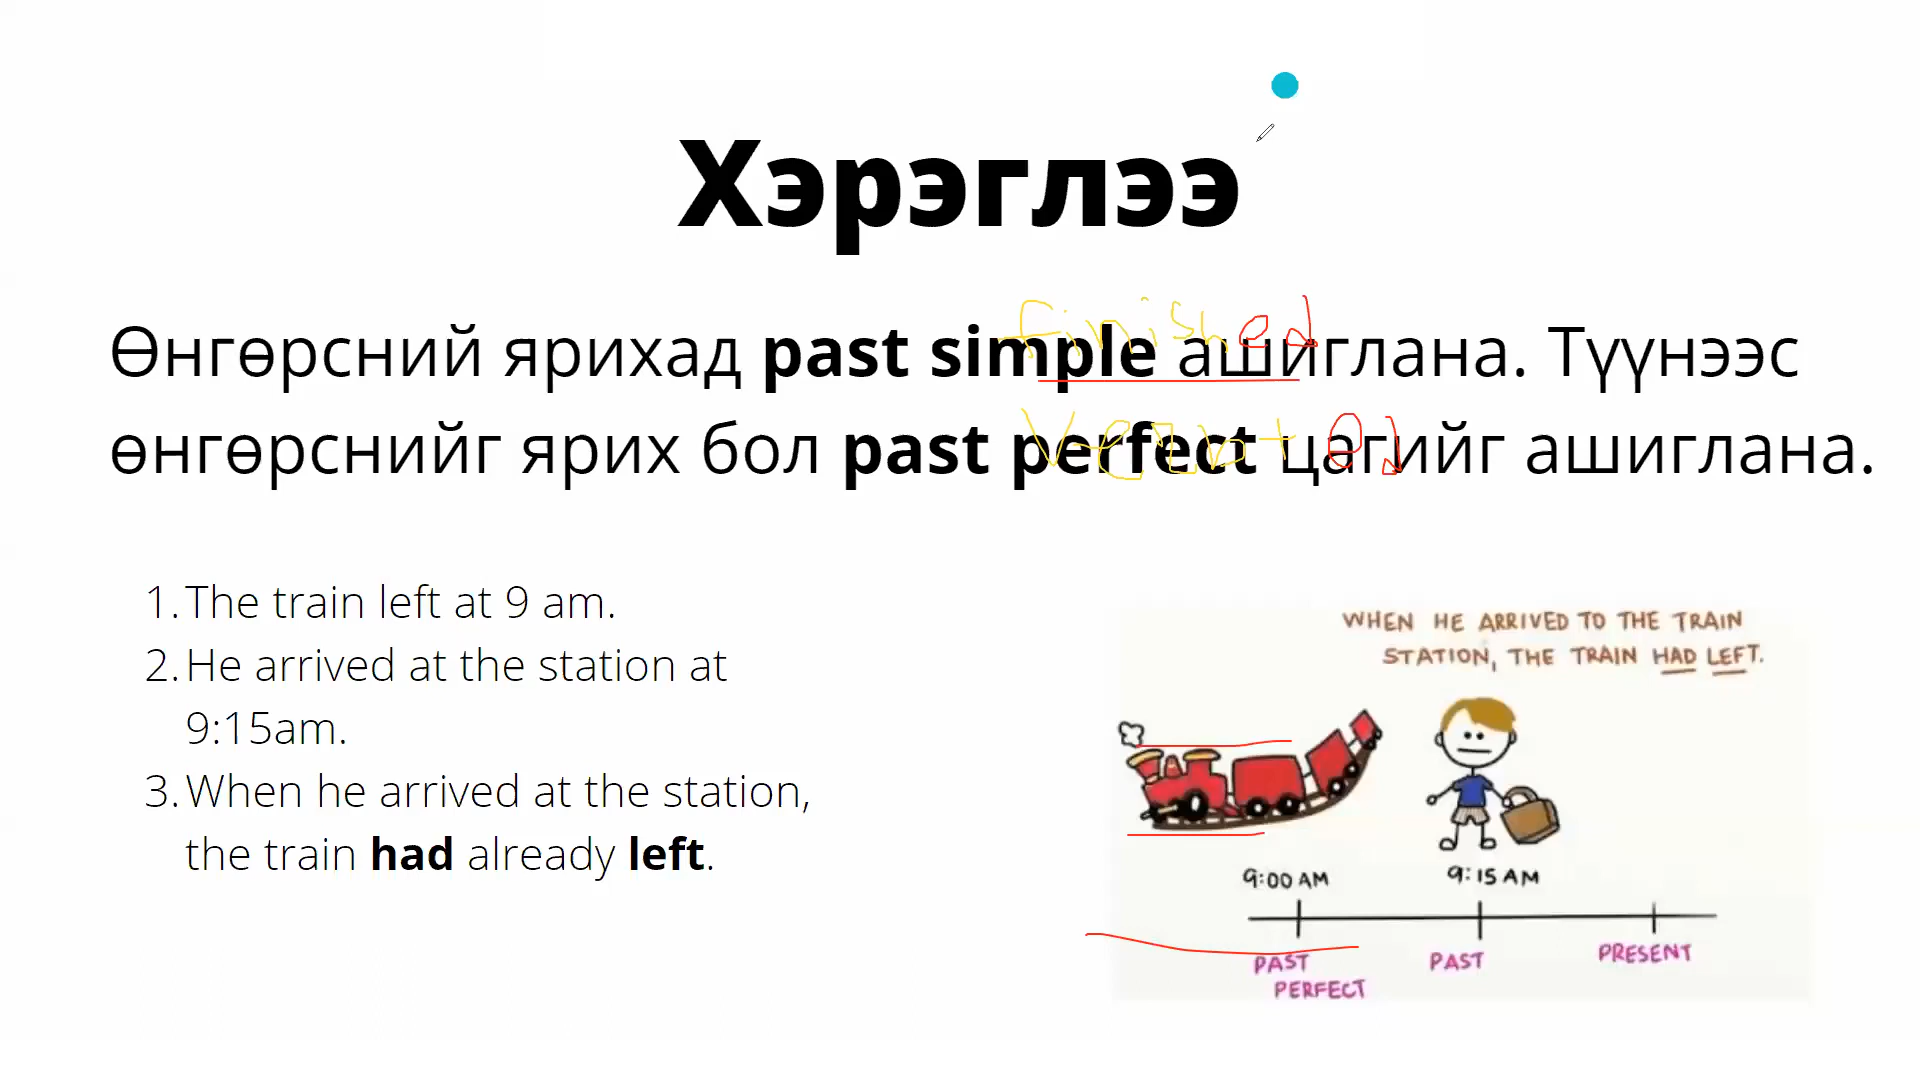 Хэрэглээ
finished
Өнгөрсний ярихад past simple ашиглана. Түүнээс
verb + ed
өнгөрснийг ярих бол past perfect цагийг ашиглана.
1. The train left at 9 am.
2. He arrived at the station at
9:15am.
3. When he arrived at the station,
the train had already left.
WHEN HE ARRIVED TO THE TRAIN
STATION, THE TRAIN HAD LEFT.
9:00 AM
9:15 AM
PAST
PERFECT
PAST
PRESENT